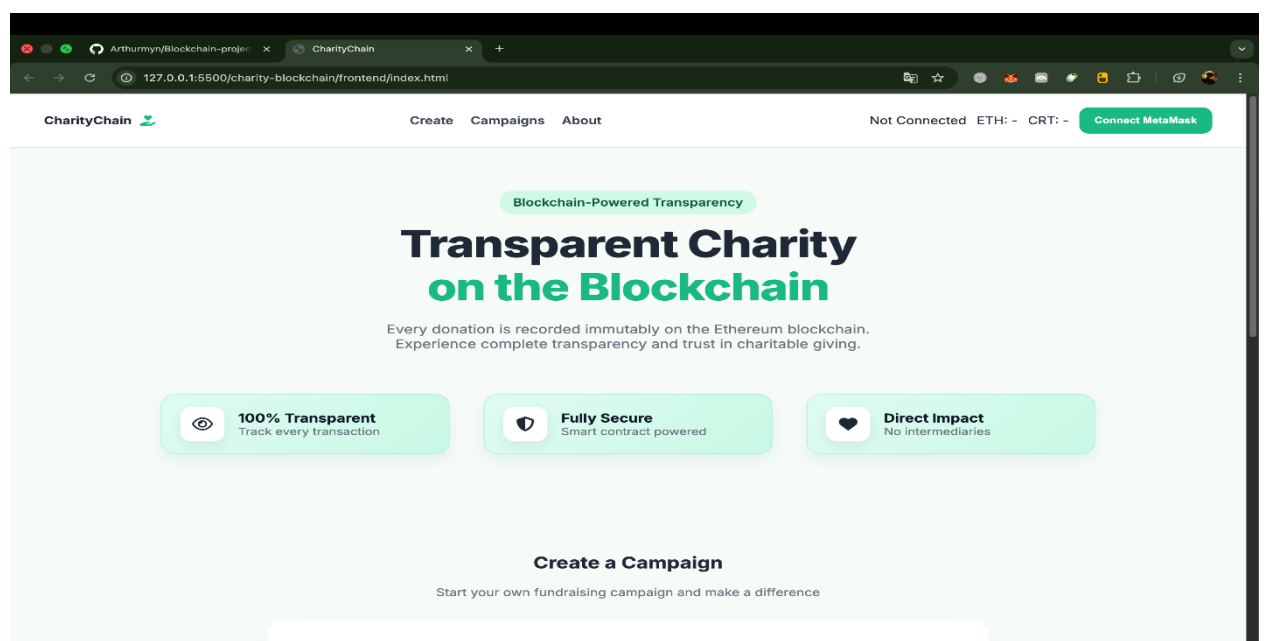 Arthurmyn/Blockchain-projec
CharityChain
127.0.0.1:5500/charity-blockchain/frontend/index.html
CharityChain
Create Campaigns About
Not Connected ETH: - CRT: - Connect MetaMask
Blockchain-Powered Transparency
Transparent Charity
on the Blockchain
Every donation is recorded immutably on the Ethereum blockchain.
Experience complete transparency and trust in charitable giving.
100% Transparent
Track every transaction
Fully Secure
Smart contract powered
Direct Impact
No intermediaries
Create a Campaign
Start your own fundraising campaign and make a difference